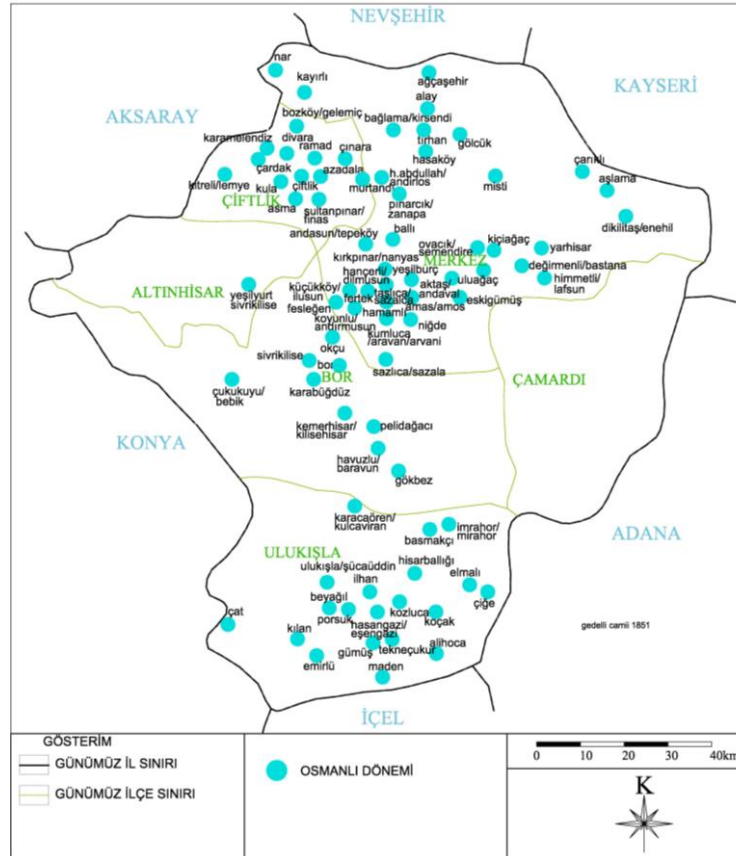 NEVŞEHİR
nar
kayırlı
ağçaşehir
KAYSERİ
alay
AKSARAY
bozköy/gelemiç
bağlama/kirsendi
karamelendiz
divara
tırhan
gölcük
ramad
çınara
hasaköy
çarıklı
çardak
azadala
h.abdullah/
andirlos
kitreli/lemye
kula
çiftlik
murtandı
misti
aşlama
ÇİFTLİK
asma
sultanpınar/
finas
pınarcık/
zanapa
dikilitaş/enehil
andasun/tepeköy
ballı
ovacık/
semendire
kiçiağaç
yarhisar
kırkpınar/nanyas
MERKEZ
değirmenli/bastana
hançerli/
dilmusun
yeşilburç
aktaş/
andaval
uluağaç
himmetli/
lafsun
ALTINHİSAR
yeşilyurt
sivrikilise
küçükköy/
ilusun
fertek
taşlıca/
sazalca
eskigümüş
fesleğen
amas/amos
koyunlu/
andırmusun
hamamlı
niğde
kumluca
/aravan/arvani
okçu
sivrikilise
bor
BOR
sazlıca/sazala
ÇAMARDI
çukukuyu/
bebik
karabüğdüz
KONYA
kemerhisar/
kilisehisar
pelidağacı
havuzlu/
baravun
gökbez
karacaören/
kulcaviran
imrahor/
mirahor
ADANA
basmakçı
ULUKIŞLA
ulukışla/şücaüddin
hisarballığı
elmalı
ilhan
beyağıl
çiğe
çat
porsuk
kozluca
koçak
hasangazi/
eşengazi
gedelli camii 1851
kılan
tekneçukur
alihoca
emirlü
gümüş
maden
İÇEL
GÖSTERİM
GÜNÜMÜZ İL SINIRI
GÜNÜMÜZ İLÇE SINIRI
OSMANLI DÖNEMİ
0 10 20 30 40km
K